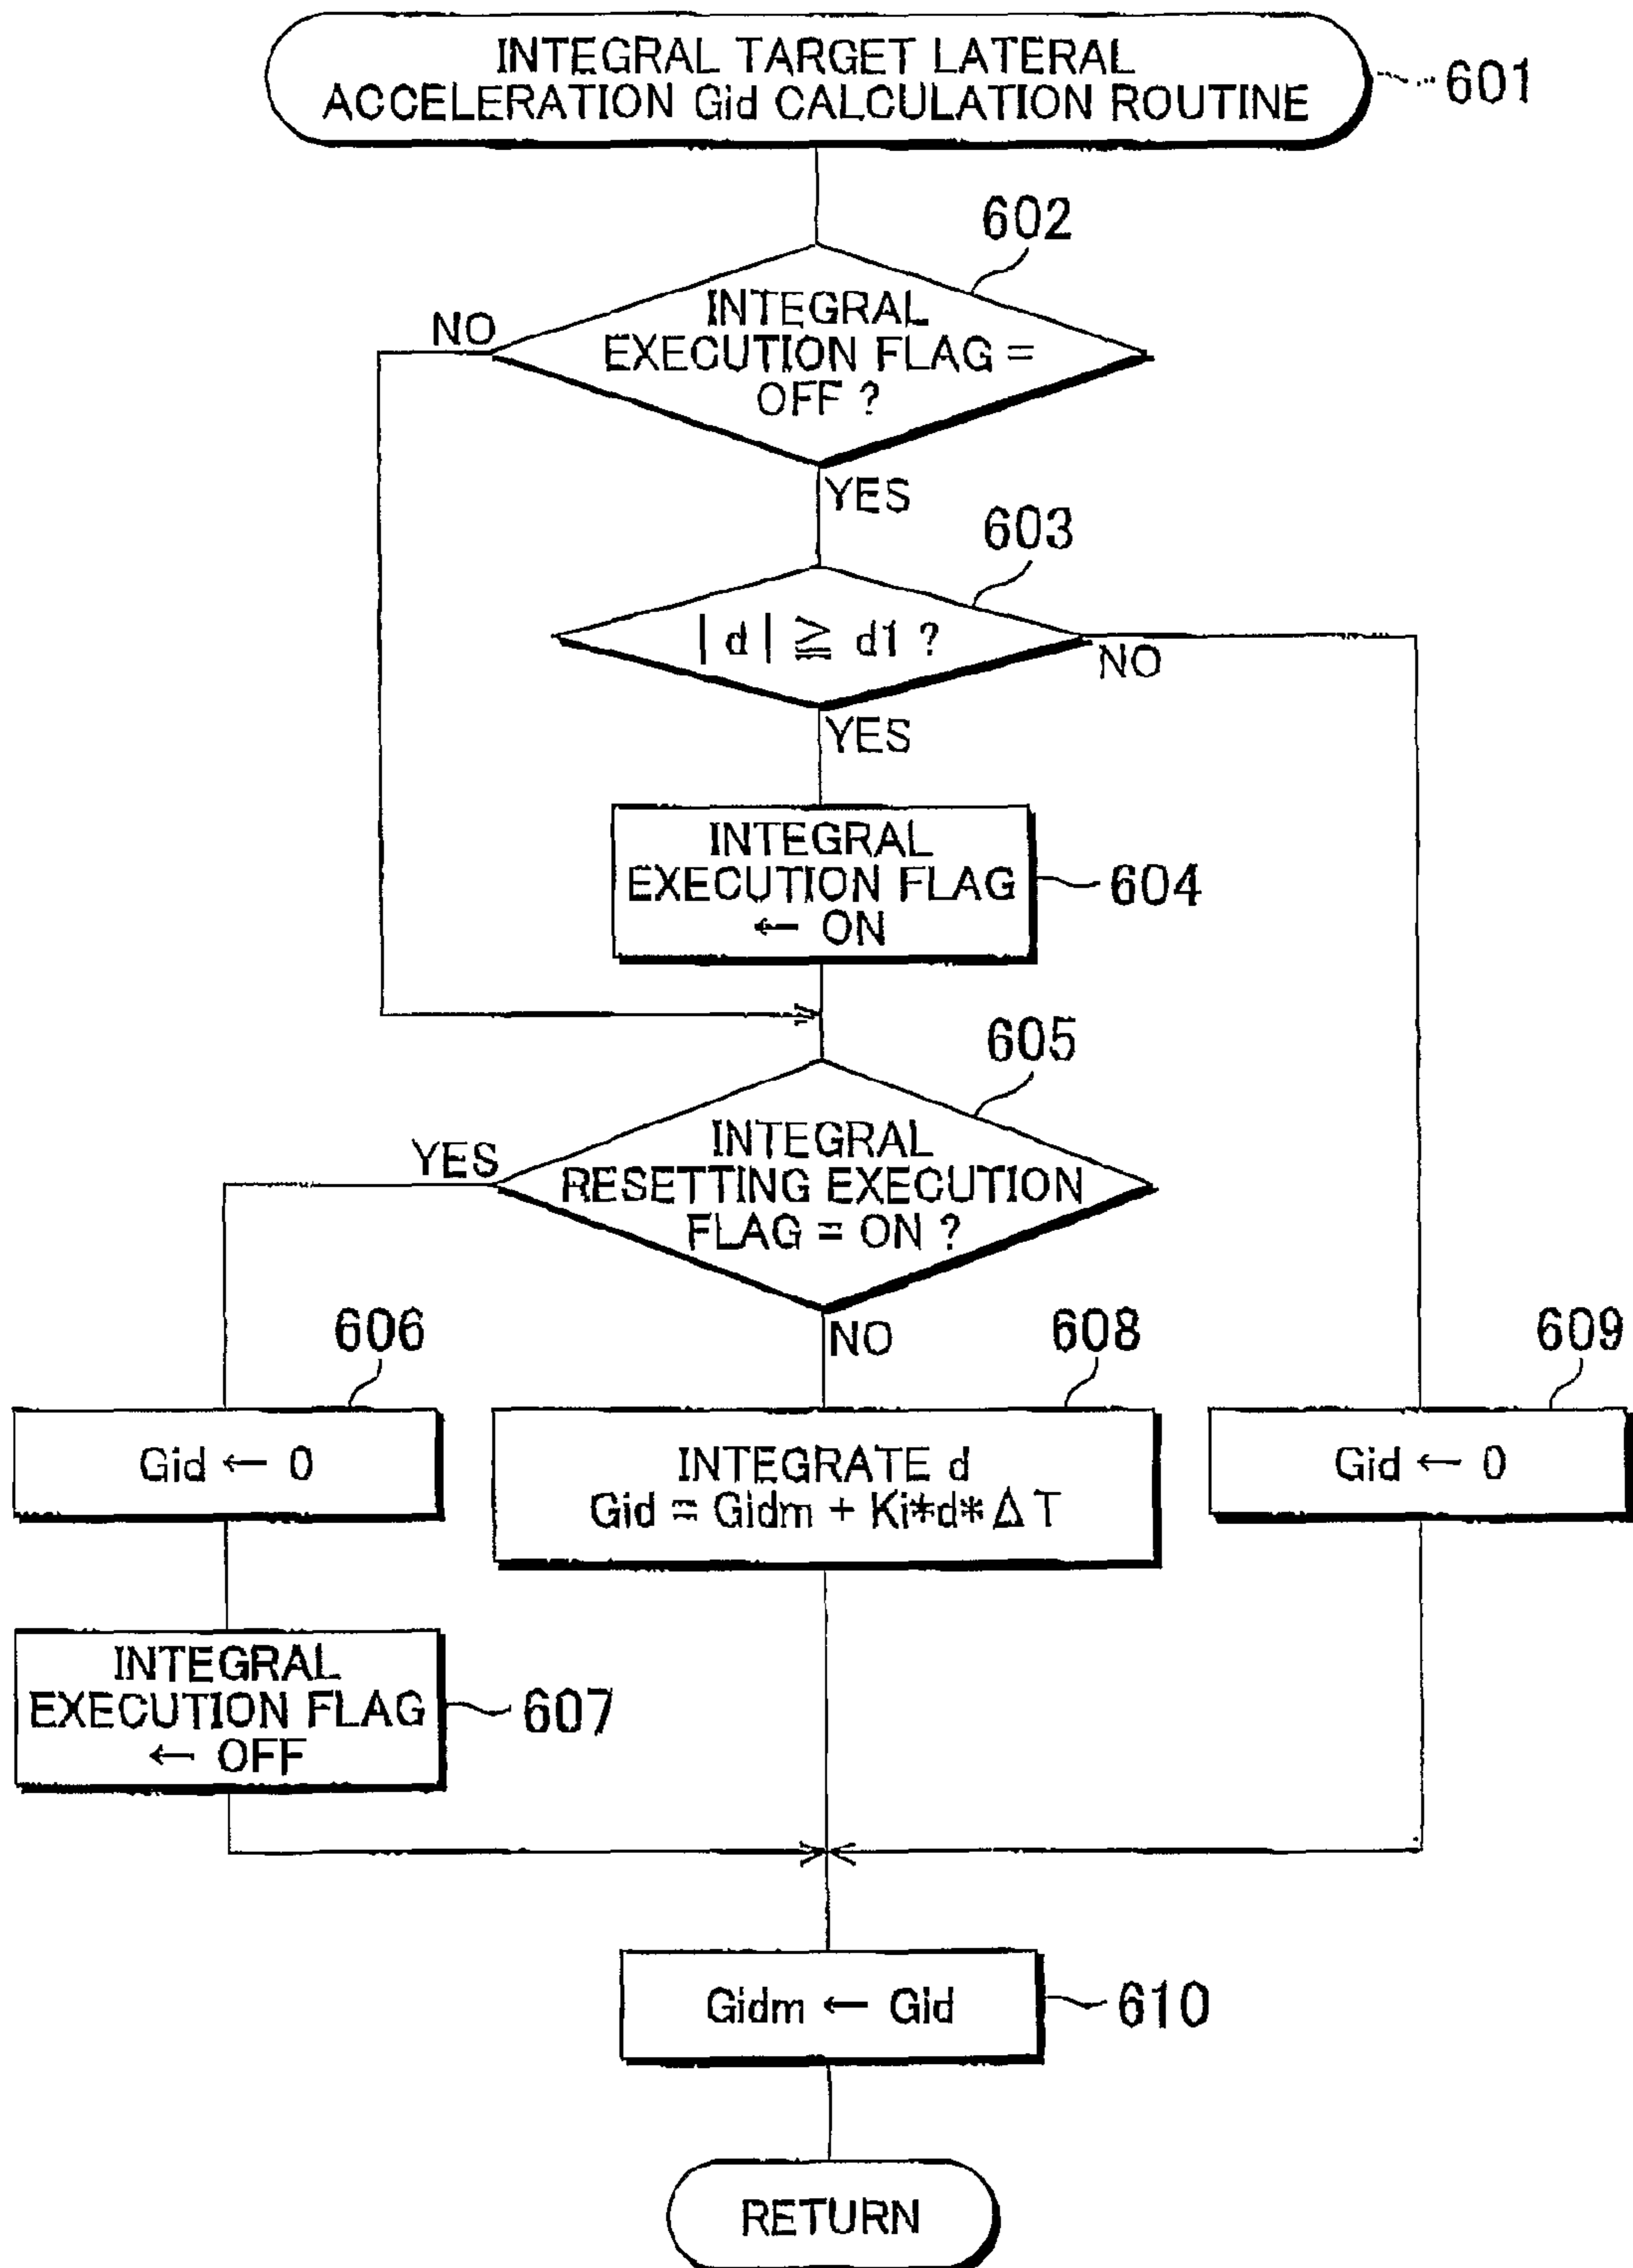 INTEGRAL TARGET LATERAL
ACCELERATION Gid CALCULATION ROUTINE
601
602
INTEGRAL
EXECUTION FLAG =
OFF ?
NO
YES
603
| d | ≧ d1 ?
NO
YES
INTEGRAL
EXECUTION FLAG
← ON
604
605
INTEGRAL
RESETTING EXECUTION
FLAG = ON ?
YES
NO
606
608
609
Gid ← 0
INTEGRATE d
Gid = Gidm + Ki*d*ΔT
Gid ← 0
INTEGRAL
EXECUTION FLAG
← OFF
607
Gidm ← Gid
610
RETURN